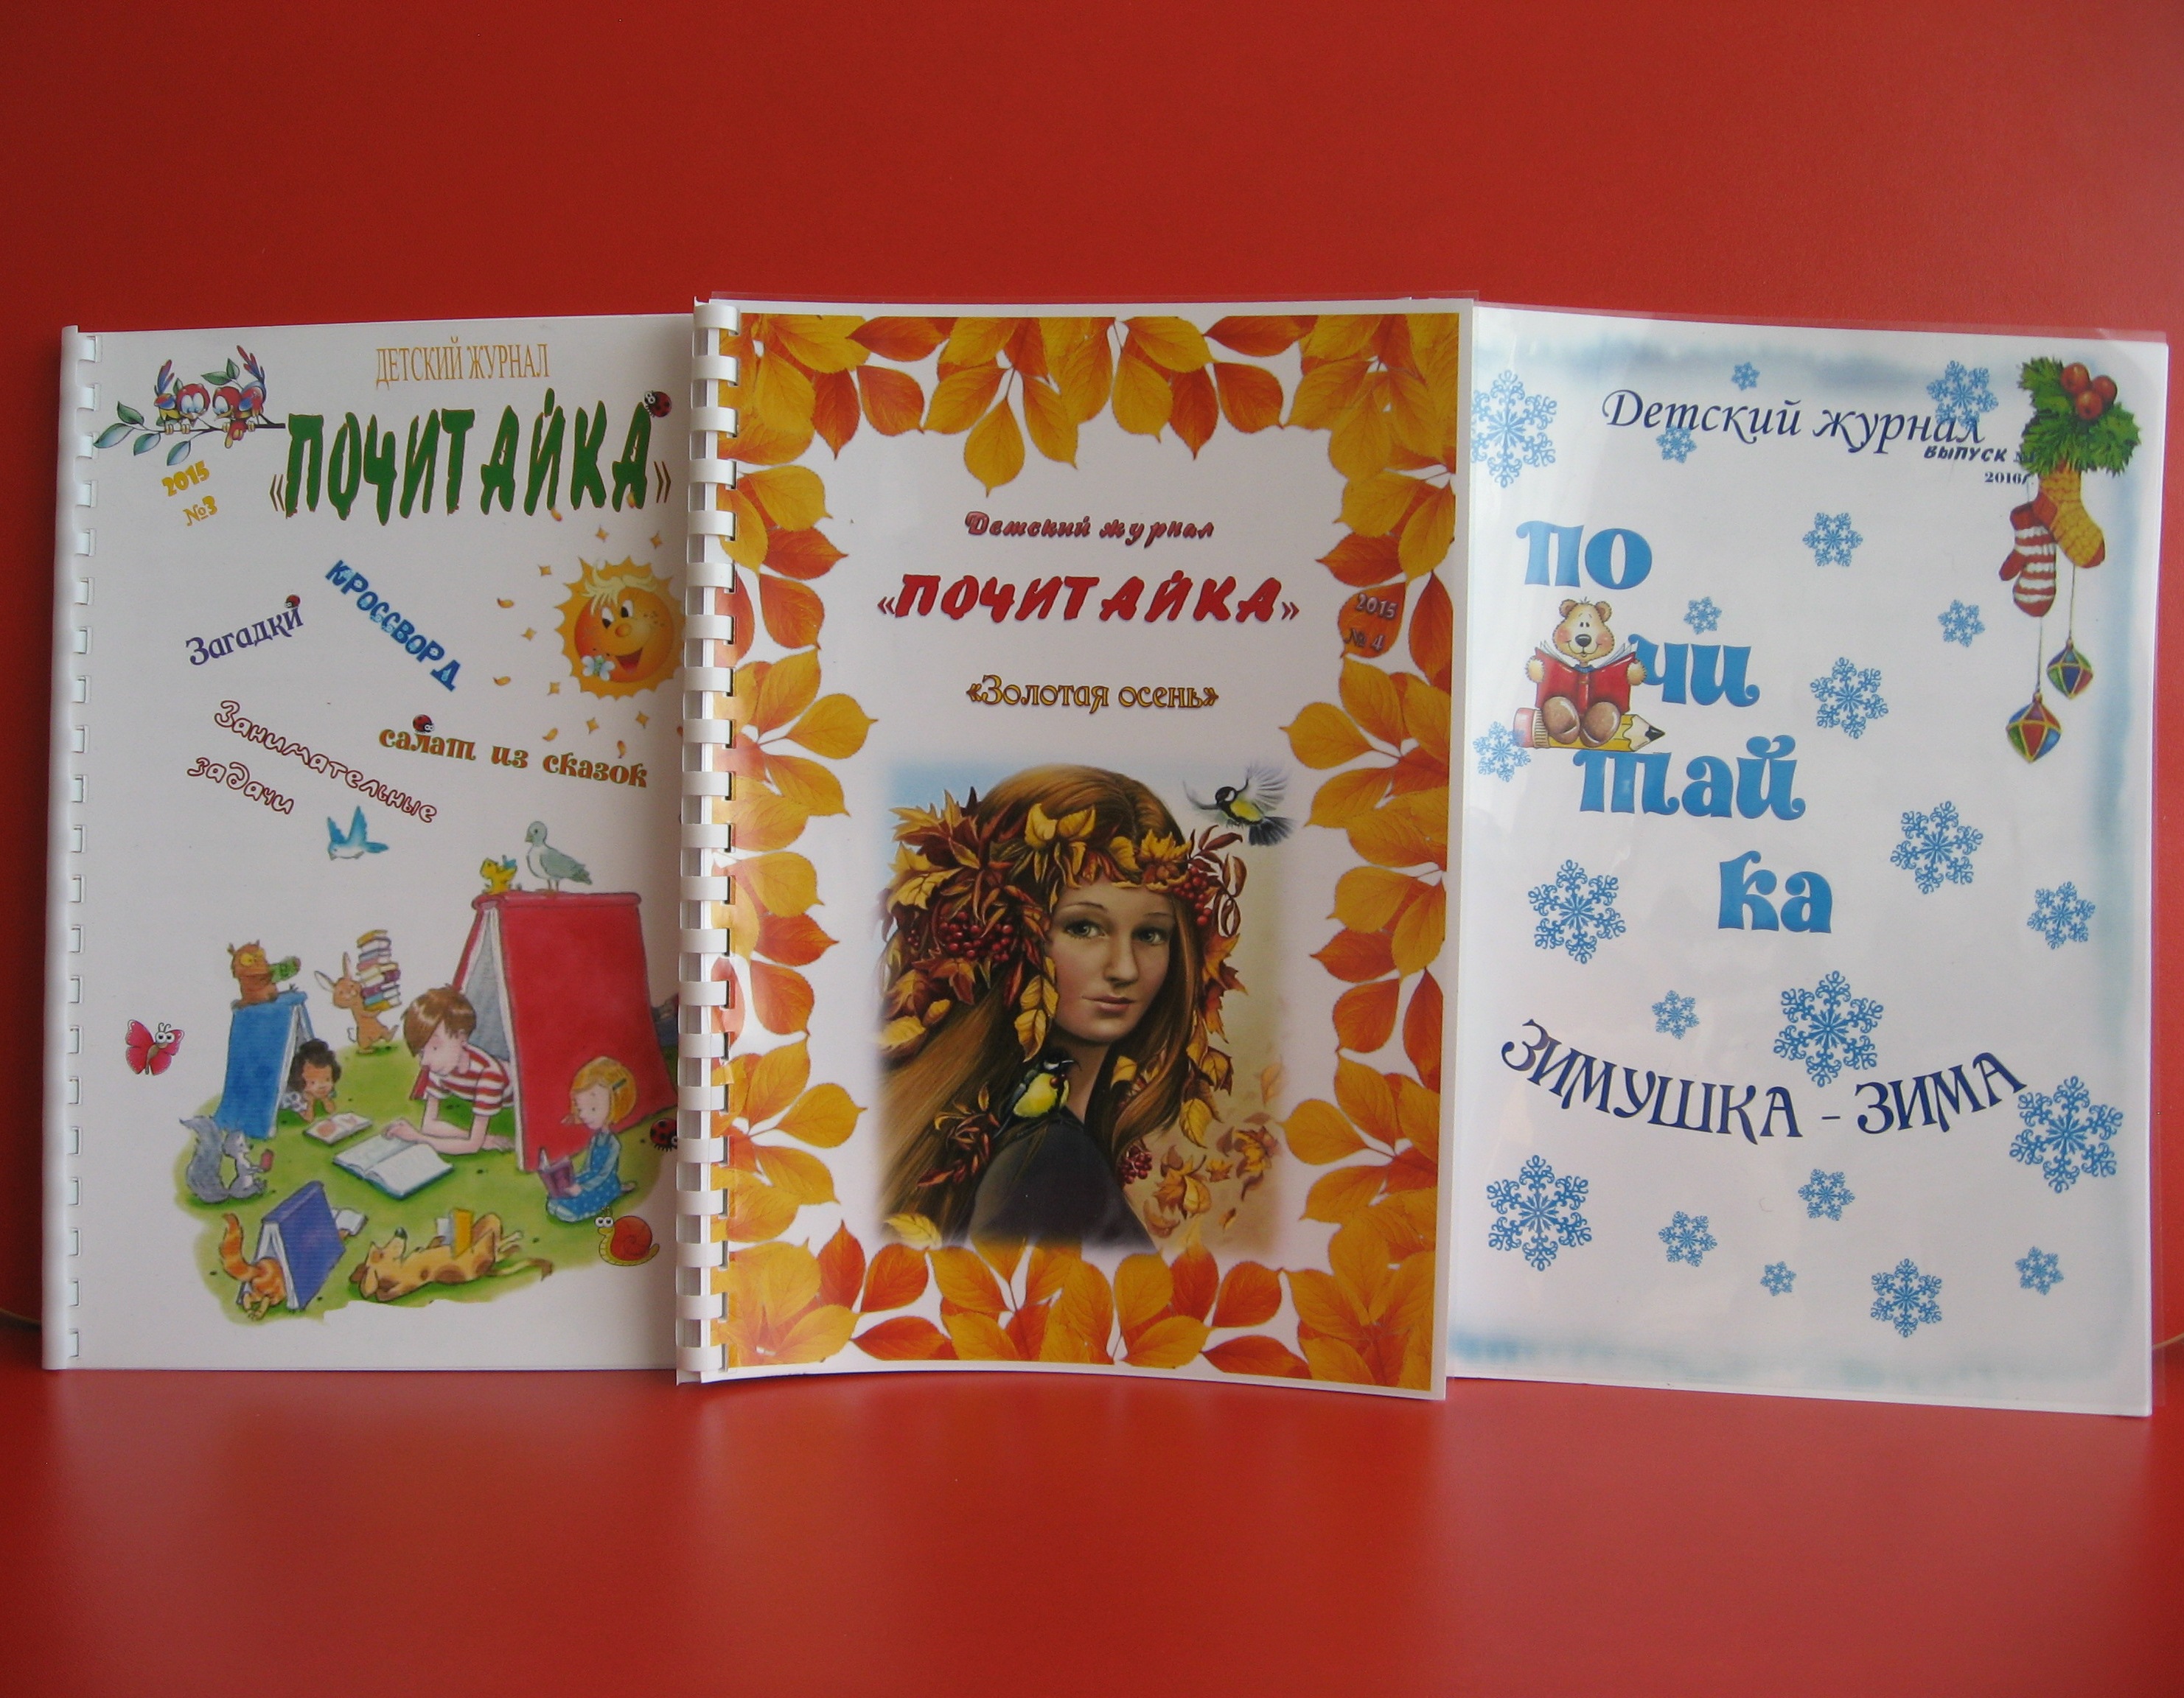 ДЕТСКИЙ ЖУРНАЛ
«ПОЧИТАЙКА»
2015
№3
Загадки
кроссворд
Занимательные
задачи
салат из сказок
Детский журнал
«ПОЧИТАЙКА»
2015
№ 4
«Золотая осень»
Детский журнал
ВЫПУСК
2016
по
чи
тай
ка
ЗИМУШКА - ЗИМА